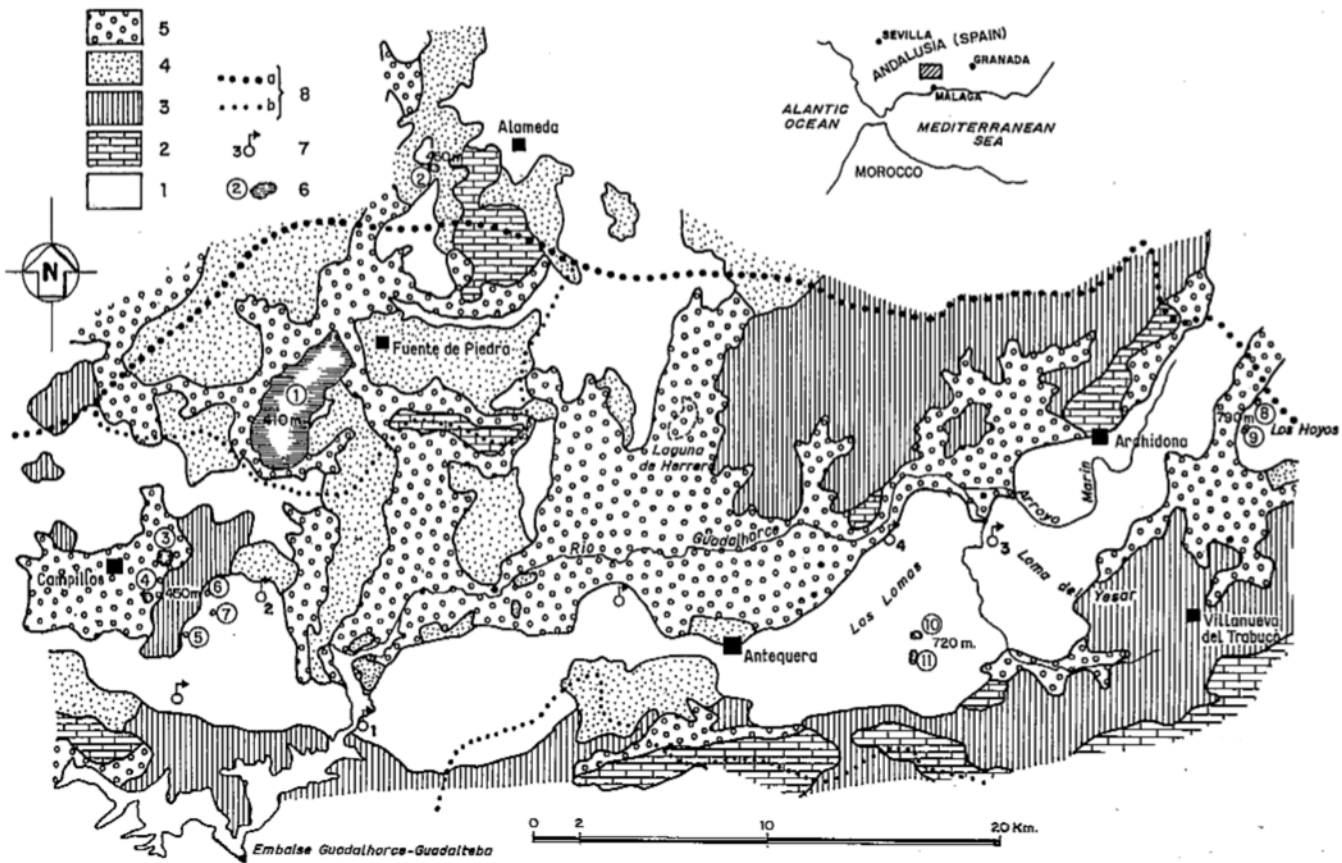 5
4
3
2
1
a
b
8
3
7
2
6
SEVILLA
ANDALUSIA (SPAIN)
GRANADA
MALAGA
ALANTIC
OCEAN
MEDITERRANEAN
SEA
MOROCCO
N
Alameda
450m
2
Fuente de Piedra
1
410m
Laguna
de Herrera
790m
8
Los Hoyos
9
Archidona
Arroyo
Marin
Río
Guadalhorce
4
3
3
Campillos
4
450m
6
7
2
5
Las Lomas
Loma
del
Yesar
Villanueva
del Trabuco
10
720 m.
11
Antequera
1
0
2
10
20 Km.
Embalse Guadalhorce-Guadalteba